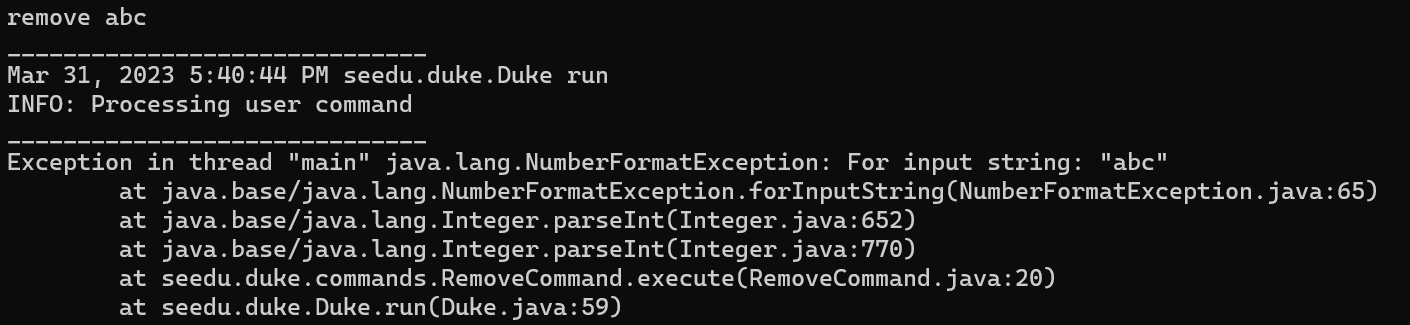 remove abc
______________________________
Mar 31, 2023 5:40:44 PM seedu.duke.Duke run
INFO: Processing user command
______________________________
Exception in thread "main" java.lang.NumberFormatException: For input string: "abc"
        at java.base/java.lang.NumberFormatException.forInputString(NumberFormatException.java:65)
        at java.base/java.lang.Integer.parseInt(Integer.java:652)
        at java.base/java.lang.Integer.parseInt(Integer.java:770)
        at seedu.duke.commands.RemoveCommand.execute(RemoveCommand.java:20)
        at seedu.duke.Duke.run(Duke.java:59)